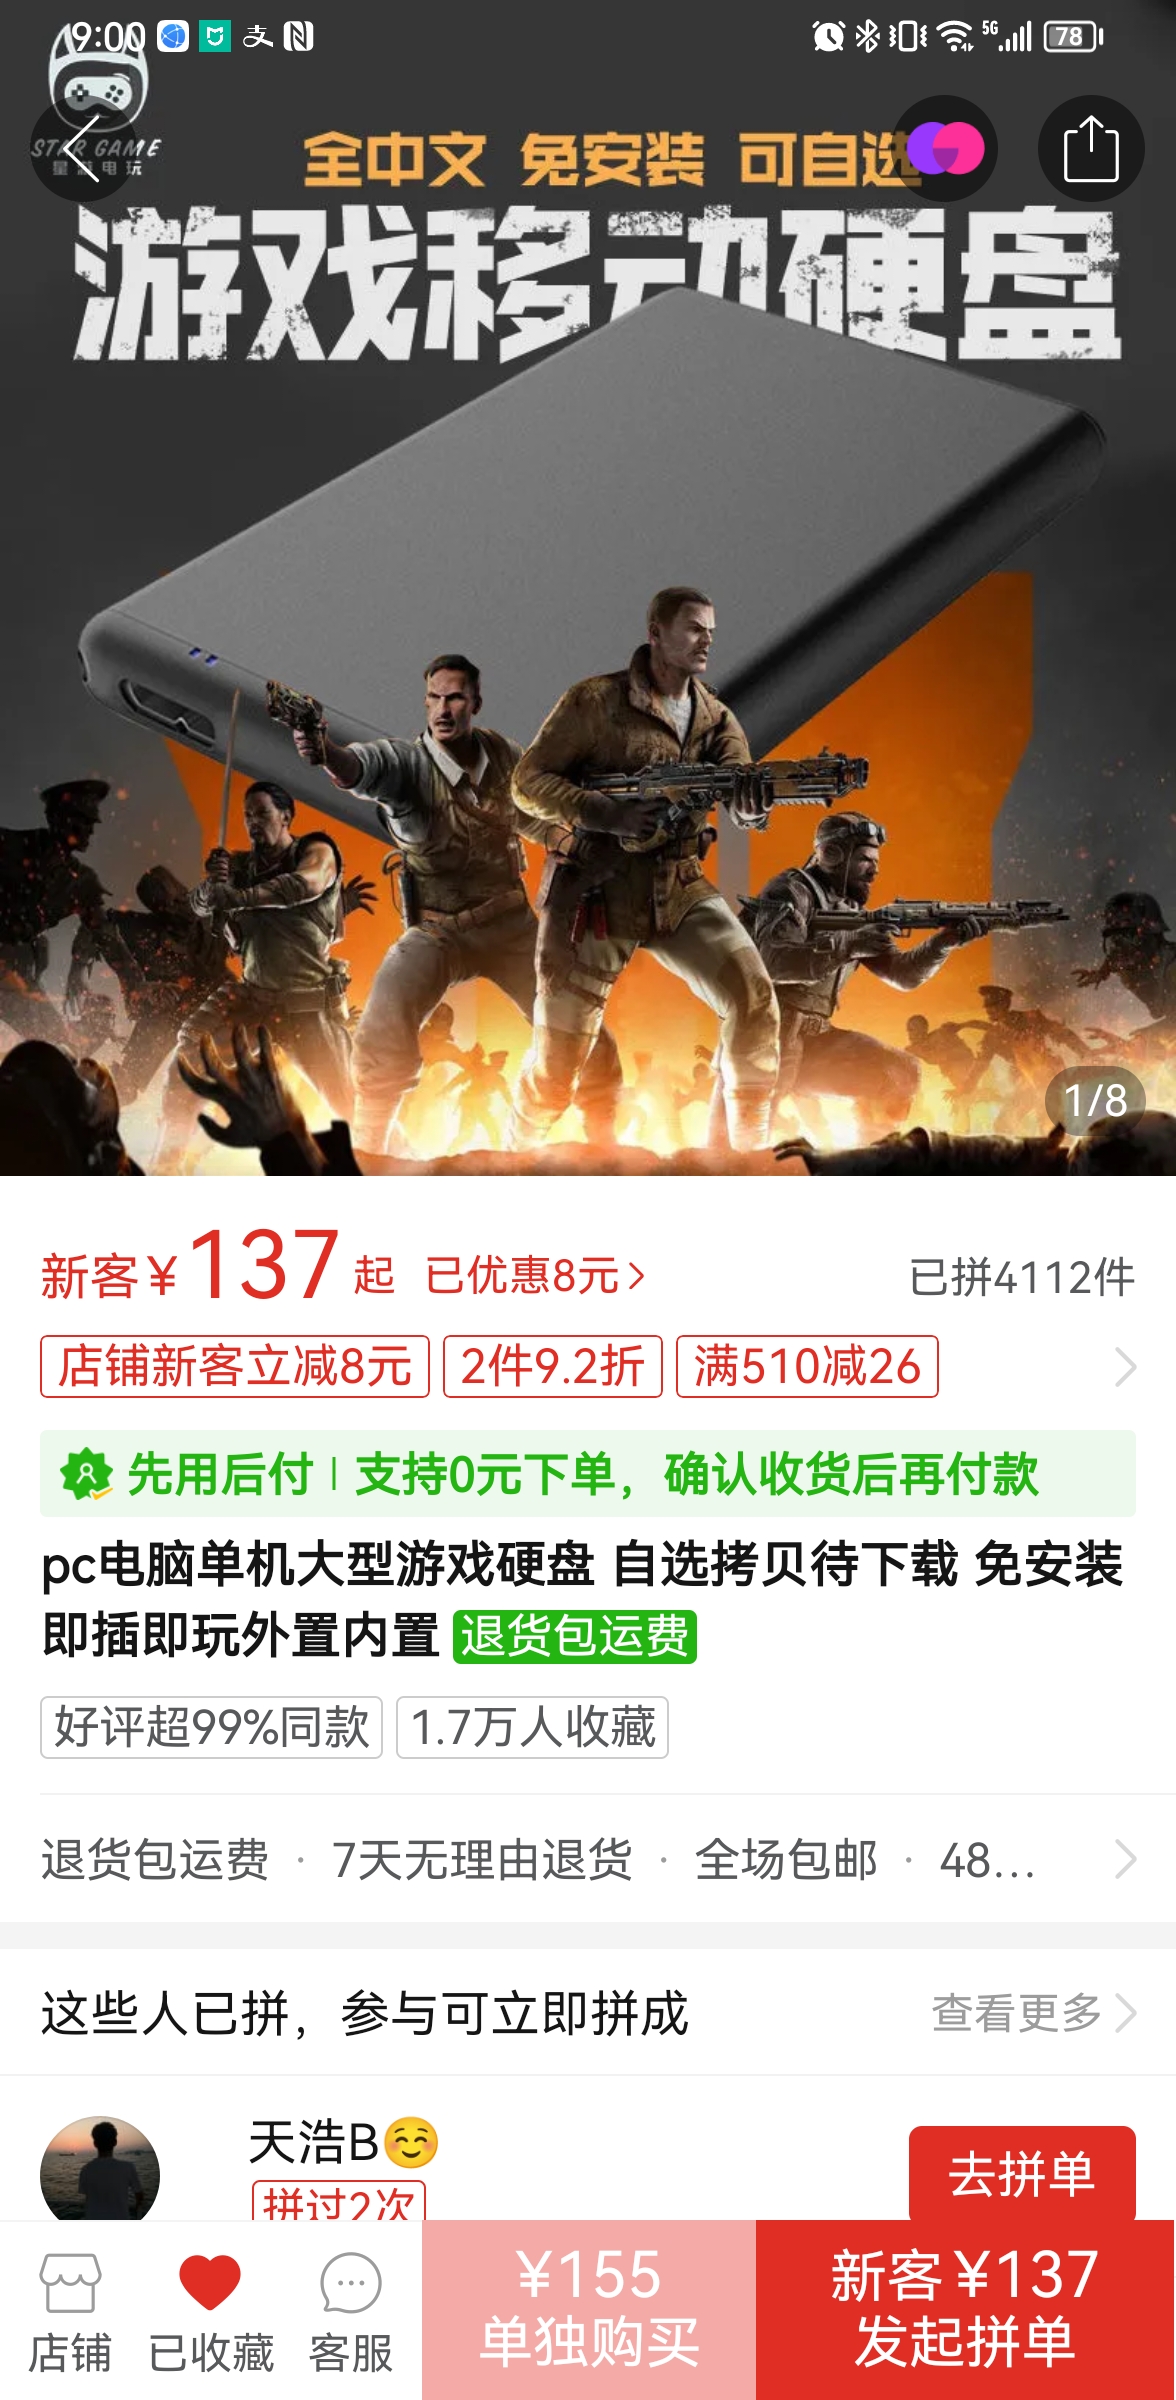 9:00
5G
78
STAR GAME
星游电玩
全中文 免安装 可自选
游戏移动硬盘
1/8
新客¥137起 已优惠8元>
已拼4112件
店铺新客立减8元 2件9.2折 满510减26
先用后付 | 支持0元下单，确认收货后再付款
pc电脑单机大型游戏硬盘 自选拷贝待下载 免安装
即插即玩外置内置 退货包运费
好评超99%同款 1.7万人收藏
退货包运费 · 7天无理由退货 · 全场包邮 · 48...
这些人已拼，参与可立即拼成
查看更多
天浩B😊
拼过2次
去拼单
店铺
已收藏
客服
¥155
单独购买
新客¥137
发起拼单